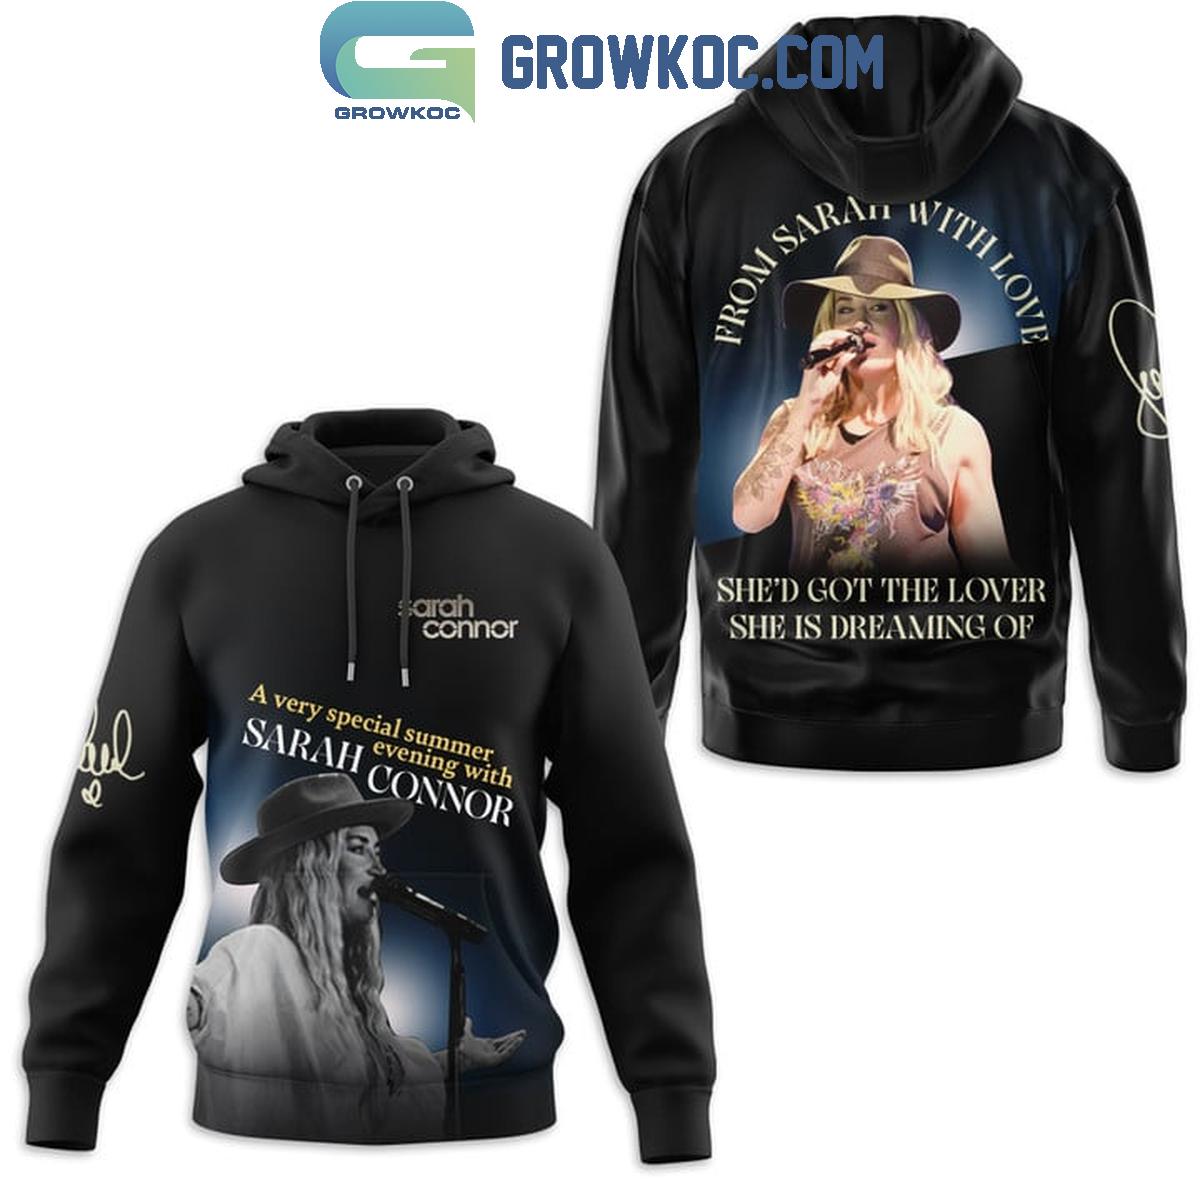 GROWKOC
GROWKOC.COM
FROM SARAH WITH LOVE
SHE'D GOT THE LOVER
SHE IS DREAMING OF
sarah
connor
A very special summer
evening with
SARAH CONNOR